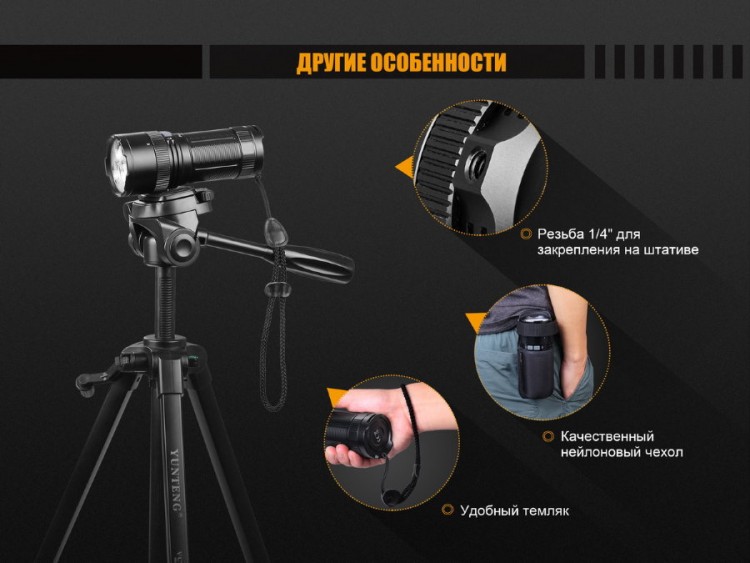 ДРУГИЕ ОСОБЕННОСТИ
Резьба 1/4" для
закрепления на штативе
Качественный
нейлоновый чехол
Удобный темляк
YUNTENG